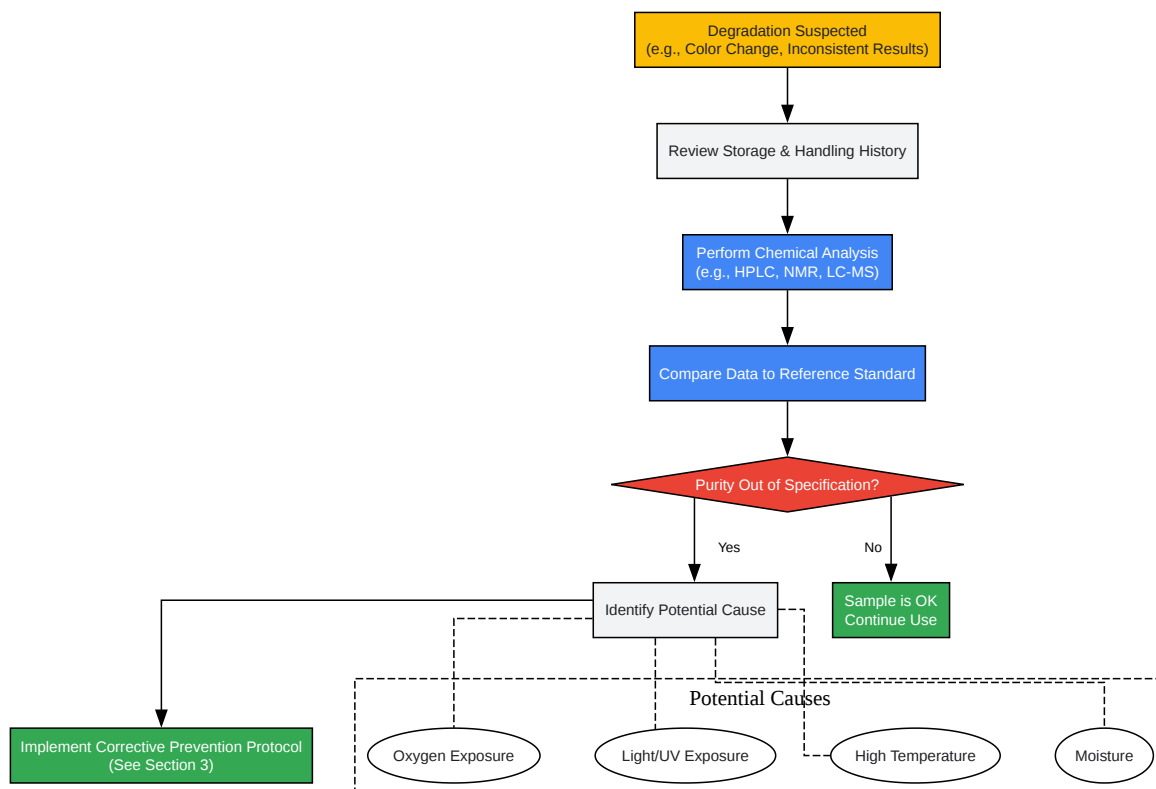 Degradation Suspected
(e.g., Color Change, Inconsistent Results)
Review Storage & Handling History
Perform Chemical Analysis
(e.g., HPLC, NMR, LC-MS)
Compare Data to Reference Standard
Purity Out of Specification?
Yes
No
Identify Potential Cause
Sample is OK
Continue Use
Potential Causes
Implement Corrective Prevention Protocol
(See Section 3)
Oxygen Exposure
Light/UV Exposure
High Temperature
Moisture